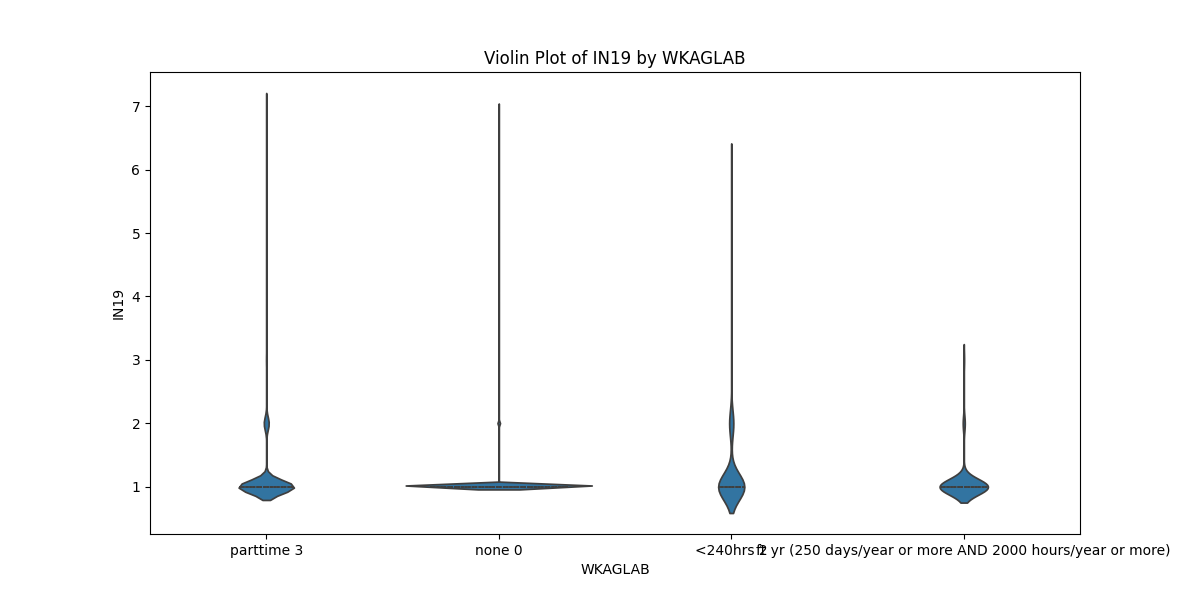 Violin Plot of IN19 by WKAGLAB
7
6
5
4
3
2
1
IN19
parttime 3
none 0
<240hrs 2
ft yr (250 days/year or more AND 2000 hours/year or more)
WKAGLAB